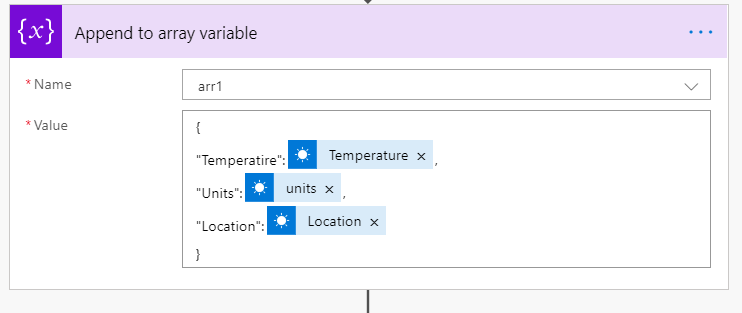 {x} Append to array variable ...
* Name arr1
* Value {
"Temperatire": Temperature × ,
"Units": units × ,
"Location": Location ×
}